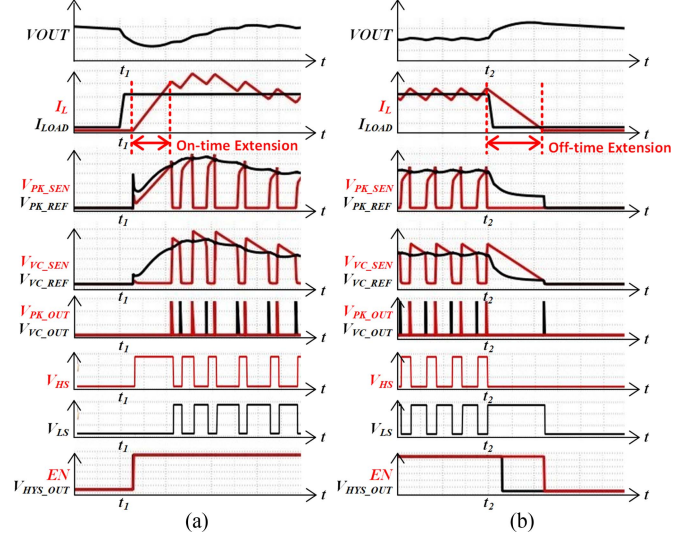 VOUT
t
t1
IL
ILOAD
t
t1
On-time Extension
VPK_SEN
VPK_REF
t
t1
VVC_SEN
VVC_REF
t
t1
VPK_OUT
VVC_OUT
t
t1
VHS
t
t1
VLS
t
t1
EN
VHYS_OUT
t
t1
(a)
VOUT
t
t2
IL
ILOAD
t
t2
Off-time Extension
VPK_SEN
VPK_REF
t
t2
VVC_SEN
VVC_REF
t
t2
VPK_OUT
VVC_OUT
t
t2
VHS
t
t2
VLS
t
t2
EN
VHYS_OUT
t
t2
(b)